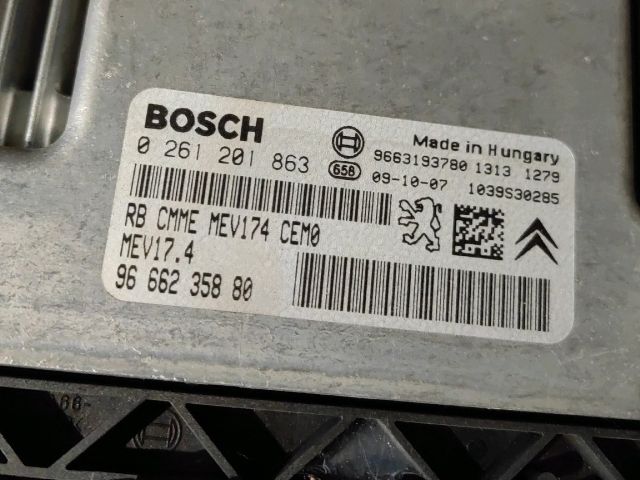 BOSCH
Made in Hungary
0 261 201 863
658
9663193780 1313 1279
09-10-07 1039S30285
RB CMME MEV174 CEM0
MEV17.4
96 662 358 80